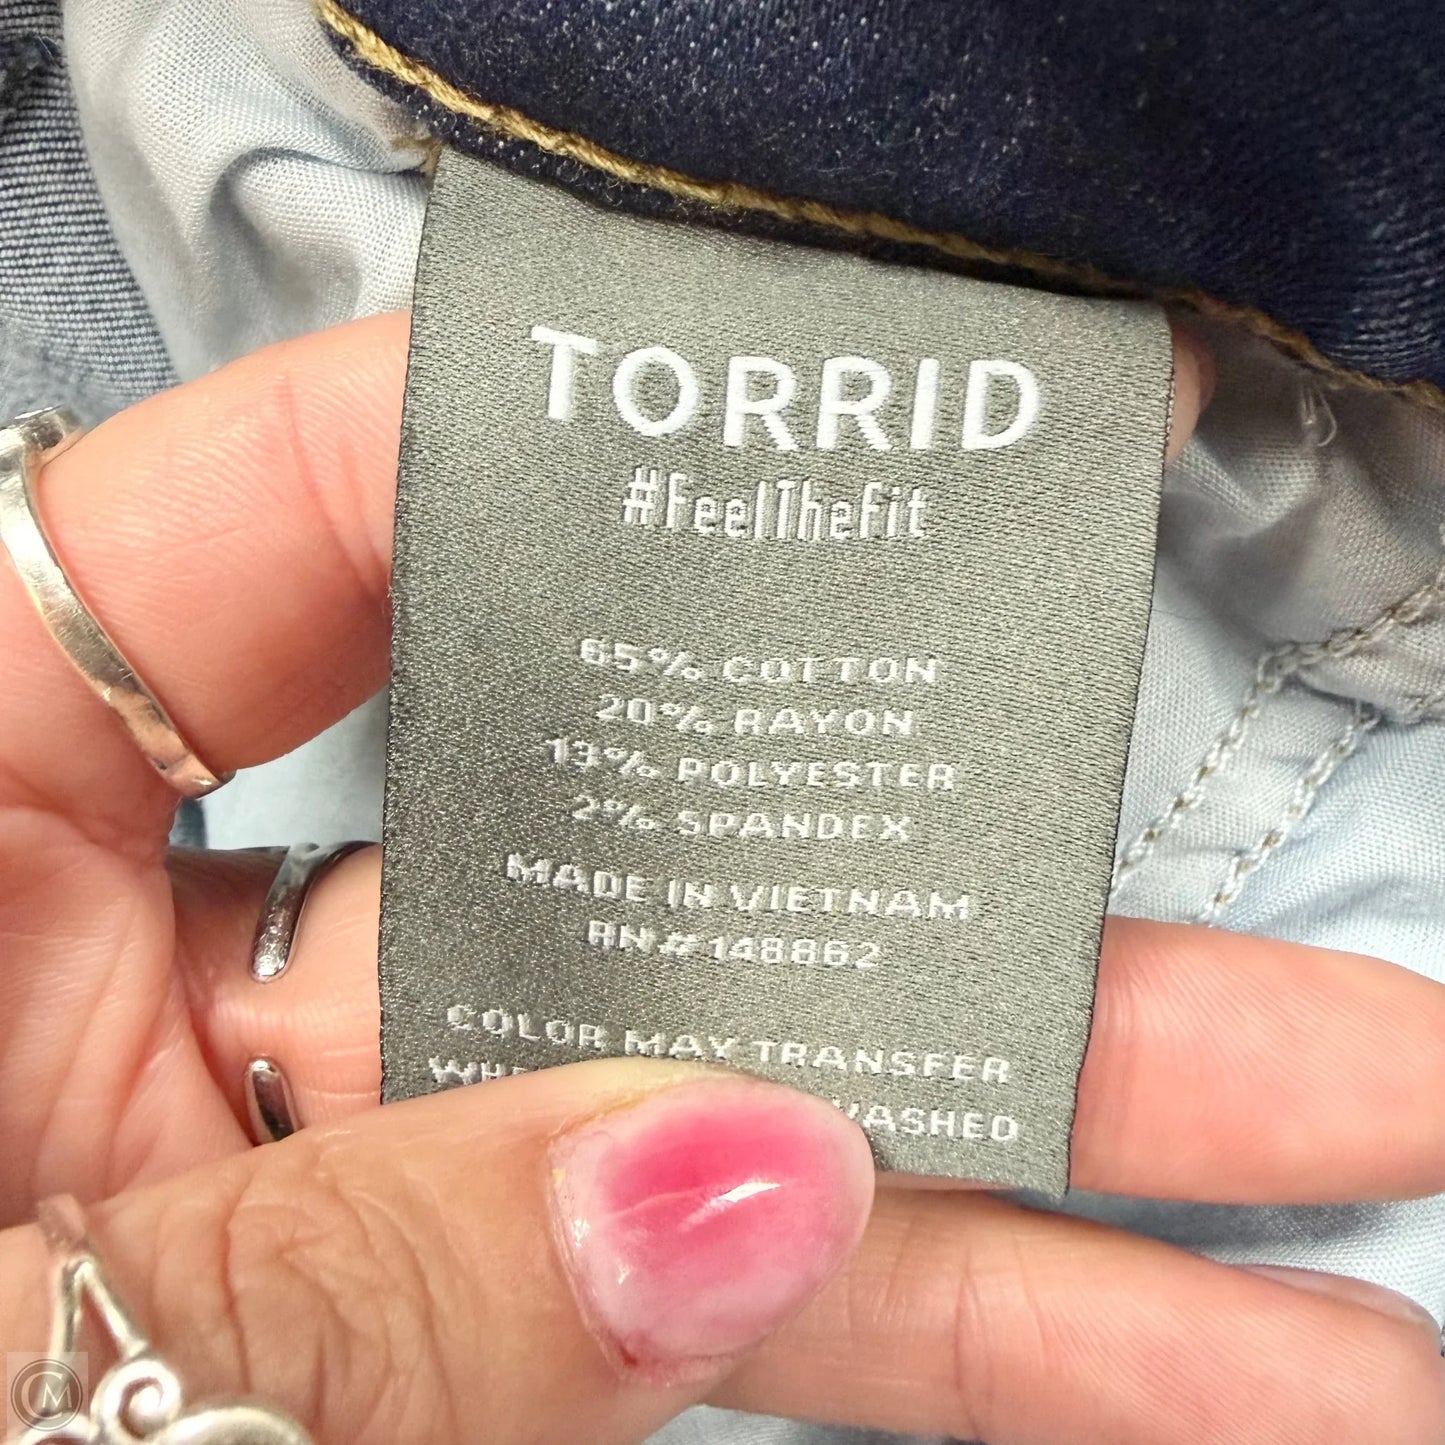 TORRID
#FeelTheFit
65% COTTON
20% RAYON
13% POLYESTER
2% SPANDEX
MADE IN VIETNAM
RN# 148862
COLOR MAY TRANSFER
WASHED
CM